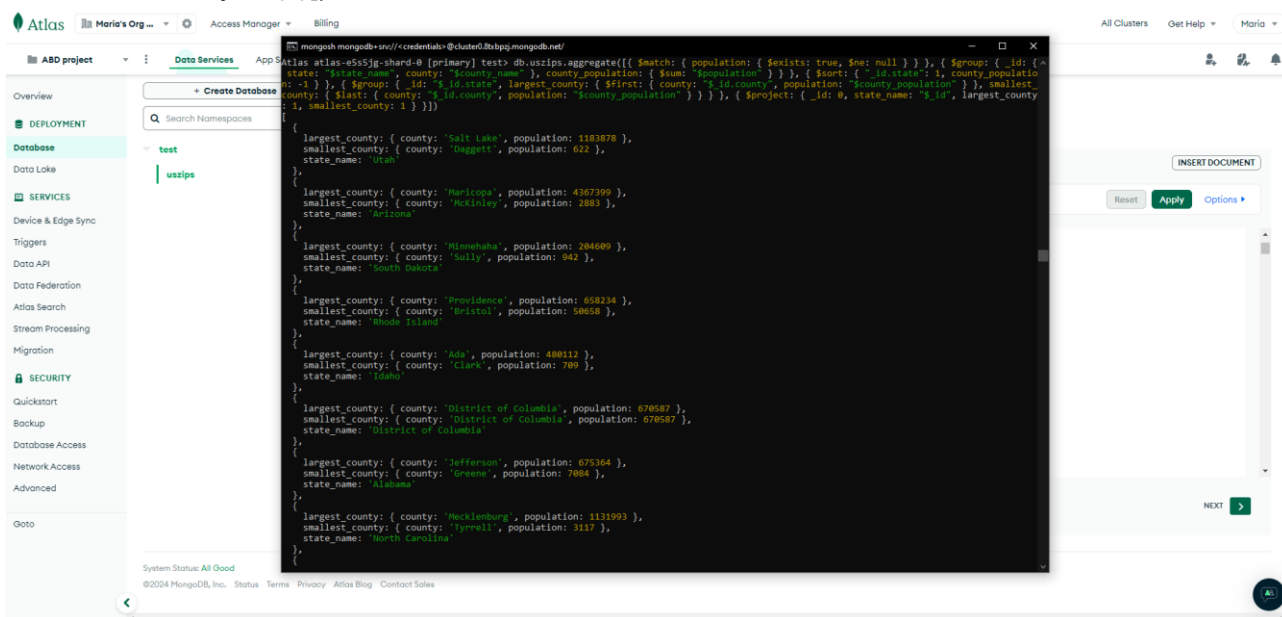 Atlas
Maria's Org ...
Access Manager
Billing
All Clusters
Get Help
Maria
ABD project
Data Services
App S
Overview
DEPLOYMENT
Database
Data Lake
SERVICES
Device & Edge Sync
Triggers
Data API
Data Federation
Atlas Search
Stream Processing
Migration
SECURITY
Quickstart
Backup
Database Access
Network Access
Advanced
Goto
+ Create Database
Search Namespaces
test
uszips
mongosh mongodb+srv://<credentials>@cluster0.8txbpzj.mongodb.net/
Atlas atlas-e5s5jg-shard-0 [primary] test> db.uszips.aggregate([{ $match: { population: { $exists: true, $ne: null } } }, { $group: { _id: {
state: "$state_name", county: "$county_name" }, county_population: { $sum: "$population" } } }, { $sort: { "_id.state": 1, county_populatio
n: -1 } }, { $group: { _id: "$_id.state", largest_county: { $first: { county: "$_id.county", population: "$county_population" } }, smallest_
county: { $last: { county: "$_id.county", population: "$county_population" } } } }, { $project: { _id: 0, state_name: "$_id", largest_county
: 1, smallest_county: 1 } }])
[
{
largest_county: { county: 'Salt Lake', population: 1183878 },
smallest_county: { county: 'Daggett', population: 622 },
state_name: 'Utah'
},
{
largest_county: { county: 'Maricopa', population: 4367399 },
smallest_county: { county: 'McKinley', population: 2883 },
state_name: 'Arizona'
},
{
largest_county: { county: 'Minnehaha', population: 204609 },
smallest_county: { county: 'Sully', population: 942 },
state_name: 'South Dakota'
},
{
largest_county: { county: 'Providence', population: 658234 },
smallest_county: { county: 'Bristol', population: 50658 },
state_name: 'Rhode Island'
},
{
largest_county: { county: 'Ada', population: 480112 },
smallest_county: { county: 'Clark', population: 709 },
state_name: 'Idaho'
},
{
largest_county: { county: 'District of Columbia', population: 670587 },
smallest_county: { county: 'District of Columbia', population: 670587 },
state_name: 'District of Columbia'
},
{
largest_county: { county: 'Jefferson', population: 675364 },
smallest_county: { county: 'Greene', population: 7084 },
state_name: 'Alabama'
},
{
largest_county: { county: 'Mecklenburg', population: 1131993 },
smallest_county: { county: 'Tyrrell', population: 3117 },
state_name: 'North Carolina'
},
{
INSERT DOCUMENT
Reset
Apply
Options
NEXT
System Status: All Good
©2024 MongoDB, Inc. Status Terms Privacy Atlas Blog Contact Sales